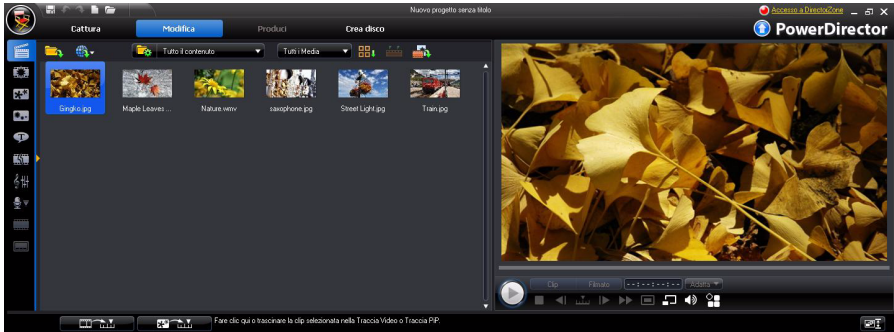 Nuovo progetto senza titolo
Accesso a DirectorZone
Cattura
Modifica
Produci
Crea disco
PowerDirector
Tutto il contenuto
Tutti i Media
Gingko.jpg
Maple Leaves ...
Nature.wmv
saxophone.jpg
Street Light.jpg
Train.jpg
Clip
Filmato
--:--:--:--
Adatta
Fare clic qui o trascinare la clip selezionata nella Traccia Video o Traccia PiP.